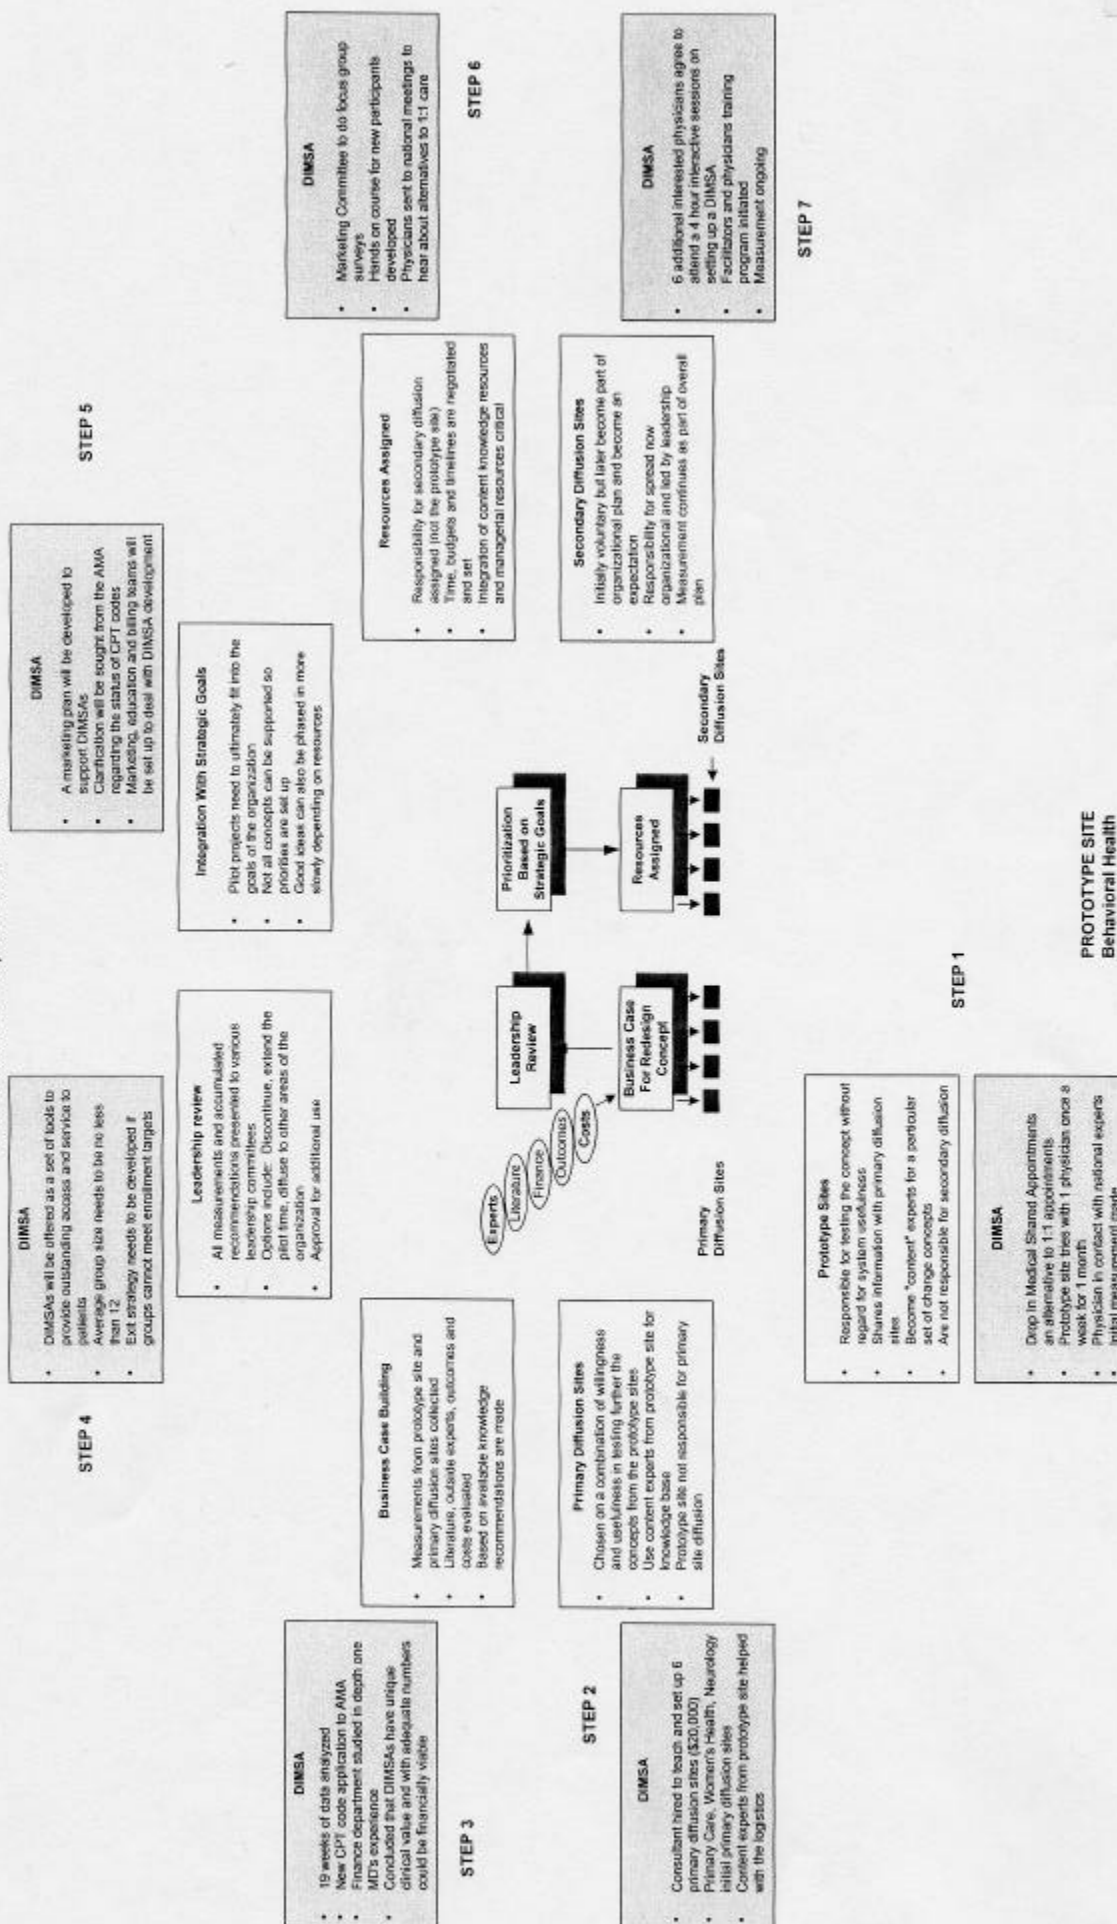 STEP 4
DIMSA
• DIMSAs will be offered as a set of tools to
provide outstanding access and service to
patients
• Average group size needs to be no less
than 12
• Exit strategy needs to be developed if
groups cannot meet enrollment targets
DIMSA
• A marketing plan will be developed to
support DIMSAs
• Clarification will be sought from the AMA
regarding the status of CPT codes
• Marketing, education and billing teams will
be set up to deal with DIMSA development
STEP 5
Leadership review
• All measurements and accumulated
recommendations presented to various
leadership committees
• Options include: Discontinue, extend the
pilot time, diffuse to other areas of the
organization
• Approval for additional use
Integration With Strategic Goals
• Pilot projects need to ultimately fit into the
goals of the organization
• Not all concepts can be supported so
priorities are set up
• Good ideas can also be phased in more
slowly depending on resources
DIMSA
• 19 weeks of data analyzed
• New CPT code application to AMA
• Finance department studied in depth one
MD's experience
• Concluded that DIMSAs have unique
clinical value and with adequate numbers
could be financially viable
STEP 3
Business Case Building
• Measurements from prototype site and
primary diffusion sites collected
• Literature, outside experts, outcomes and
costs evaluated
• Based on available knowledge
recommendations are made
Resources Assigned
• Responsibility for secondary diffusion
assigned (not the prototype site)
• Time, budgets and timelines are negotiated
and set
• Integration of content knowledge resources
and managerial resources critical
DIMSA
• Marketing Committee to do focus group
surveys
• Hands on course for new participants
developed
• Physicians sent to national meetings to
hear about alternatives to 1:1 care
STEP 6
Experts
Literature
Finance
Outcomes
Costs
Leadership
Review
Prioritization
Based on
Strategic Goals
Business Case
For Redesign
Concept
Resources
Assigned
Primary
Diffusion Sites
Secondary
Diffusion Sites
STEP 2
DIMSA
• Consultant hired to teach and set up 6
primary diffusion sites ($20,000)
• Primary Care, Women's Health, Neurology
initial primary diffusion sites
• Content experts from prototype site helped
with the logistics
Primary Diffusion Sites
• Chosen on a combination of willingness
and usefulness in testing further the
concepts from the prototype sites
• Use content experts from prototype site for
knowledge base
• Prototype site not responsible for primary
site diffusion
Secondary Diffusion Sites
• Initially voluntary but later become part of
organizational plan and become an
expectation
• Responsibility for spread now
organizational and led by leadership
• Measurement continues as part of overall
plan
DIMSA
• 6 additional interested physicians agree to
attend a 4 hour interactive sessions on
setting up a DIMSA
• Facilitators and physicians training
program initiated
• Measurement ongoing
STEP 7
Prototype Sites
• Responsible for testing the concept without
regard for system usefulness
• Shares information with primary diffusion
sites
• Become "content" experts for a particular
set of change concepts
• Are not responsible for secondary diffusion
STEP 1
DIMSA
• Drop In Medical Shared Appointments
an alternative to 1:1 appointments
• Prototype site tries with 1 physician once a
week for 1 month
• Physician in contact with national experts
• Initial measurement made
PROTOTYPE SITE
Behavioral Health